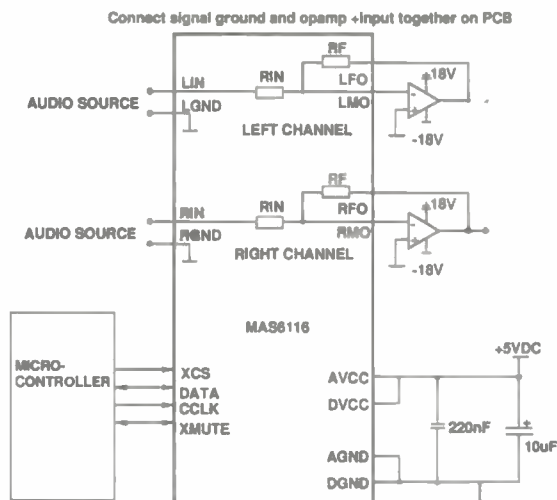 Connect signal ground and opamp +input together on PCB
RF
LIN
RIN
LFO
+18V
AUDIO SOURCE
LGND
LMO
LEFT CHANNEL
-18V
RF
RIN
RIN
RFO
+18V
AUDIO SOURCE
RGND
RMO
RIGHT CHANNEL
-18V
MAS6116
+5VDC
MICRO-
CONTROLLER
XCS
DATA
CCLK
XMUTE
AVCC
DVCC
220nF
+
10uF
AGND
DGND